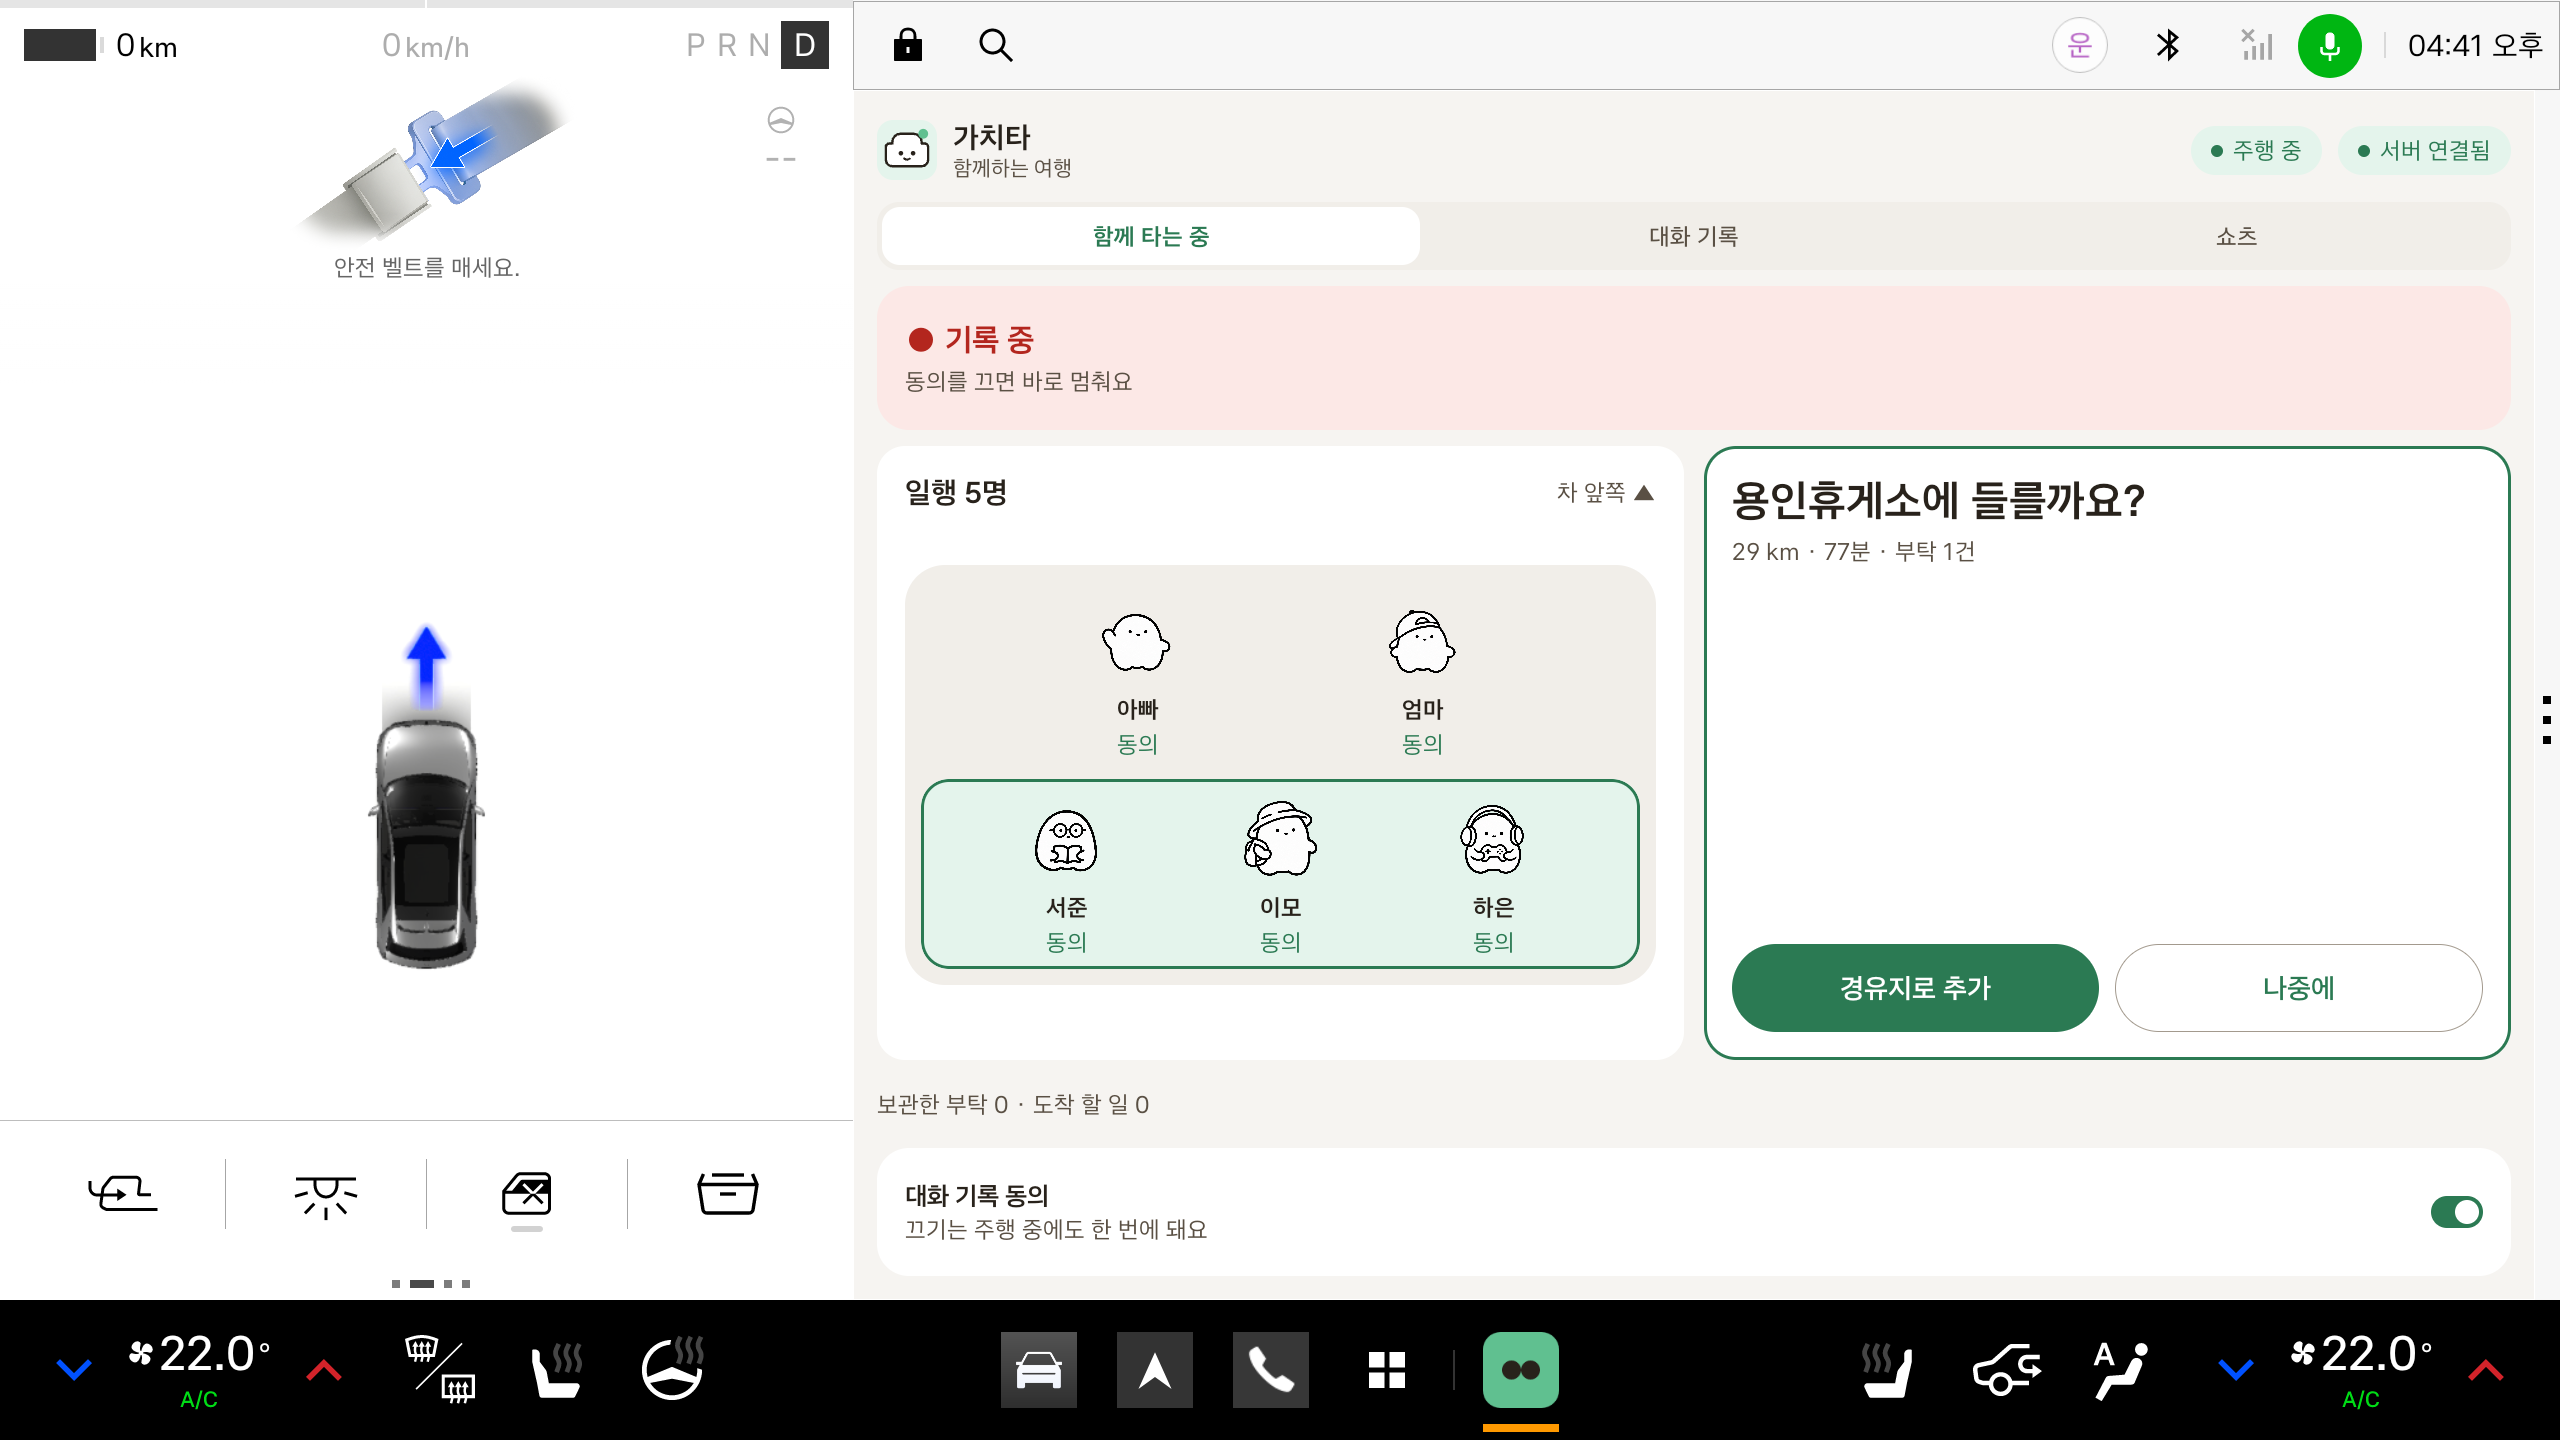 0 km
0 km/h
P R N D
안전 벨트를 매세요.
운
04:41 오후
가치타
함께하는 여행
주행 중
서버 연결됨
함께 타는 중
대화 기록
쇼츠
기록 중
동의를 끄면 바로 멈춰요
일행 5명
차 앞쪽 ▲
아빠
동의
엄마
동의
서준
동의
이모
동의
하은
동의
용인휴게소에 들를까요?
29 km · 77분 · 부탁 1건
경유지로 추가
나중에
보관한 부탁 0 · 도착 할 일 0
대화 기록 동의
끄기는 주행 중에도 한 번에 돼요
22.0°
A/C
A
22.0°
A/C